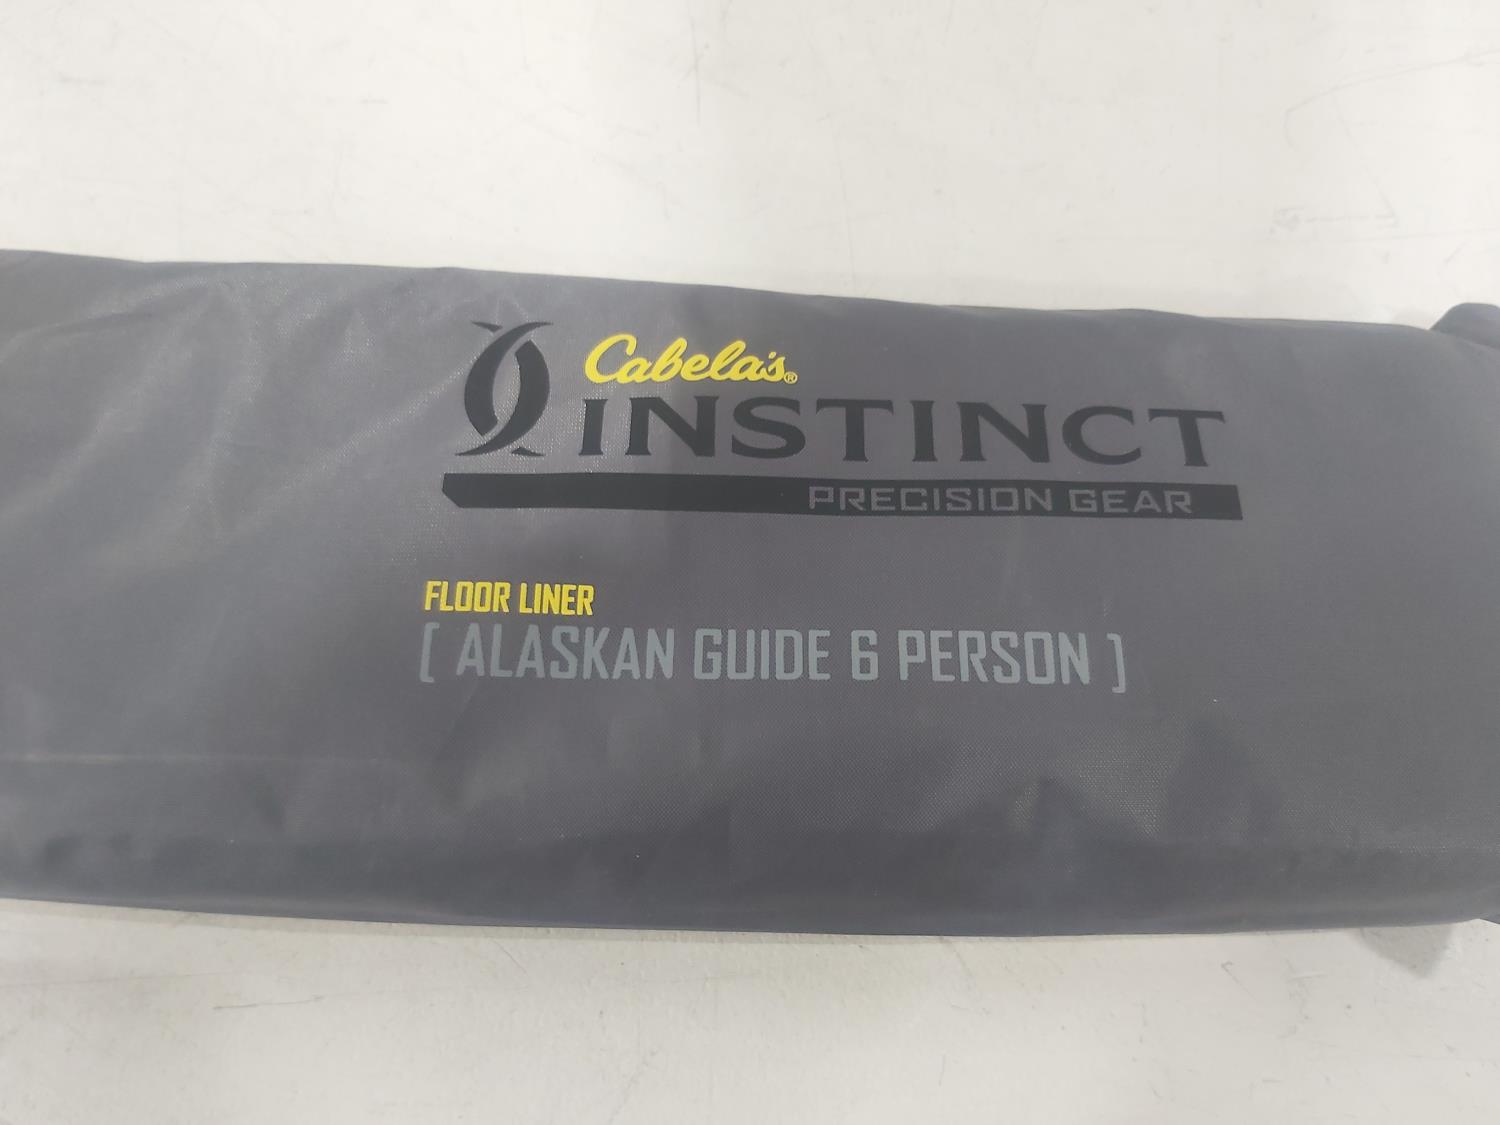 Cabela's®
INSTINCT
PRECISION GEAR
FLOOR LINER
[ ALASKAN GUIDE 6 PERSON ]